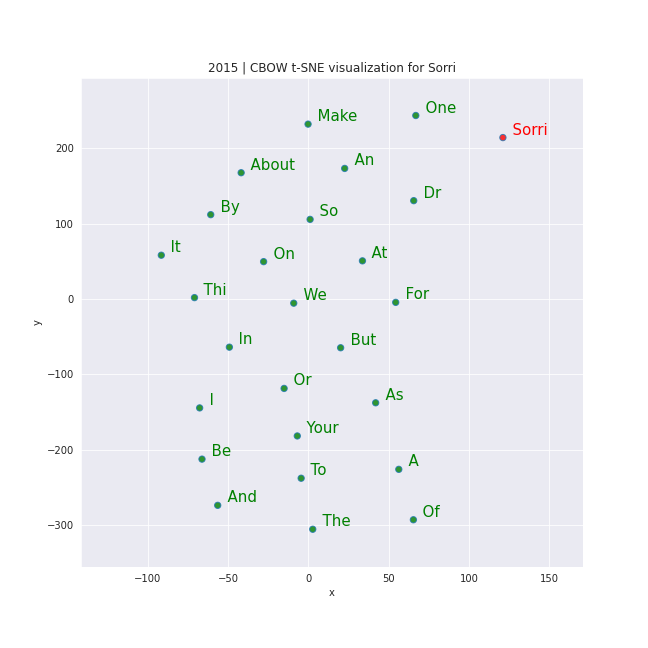 2015 | CBOW t-SNE visualization for Sorri
One
Make
Sorri
An
About
Dr
By
So
It
On
At
Thi
We
For
In
But
Or
I
As
Your
Be
To
A
And
The
Of
200
100
0
−100
−200
−300
y
−100
−50
0
50
100
150
x